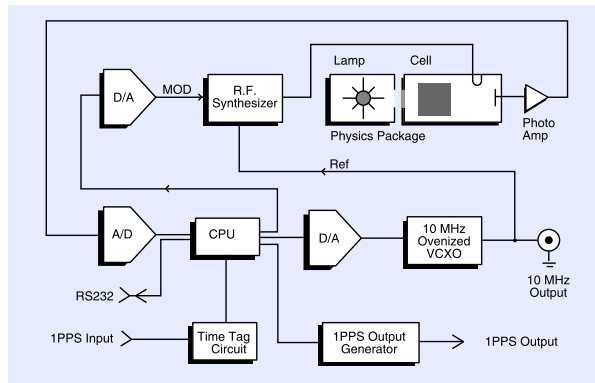 Lamp
Cell
D/A
MOD
R.F.
Synthesizer
Photo
Amp
Physics Package
Ref
A/D
CPU
D/A
10 MHz
Ovenized
VCXO
10 MHz
Output
RS232
1PPS Input
Time Tag
Circuit
1PPS Output
Generator
1PPS Output